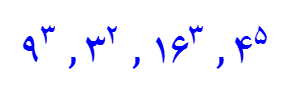 ۹^۳ , ۳^۲ , ۱۶^۳ , ۴^۵